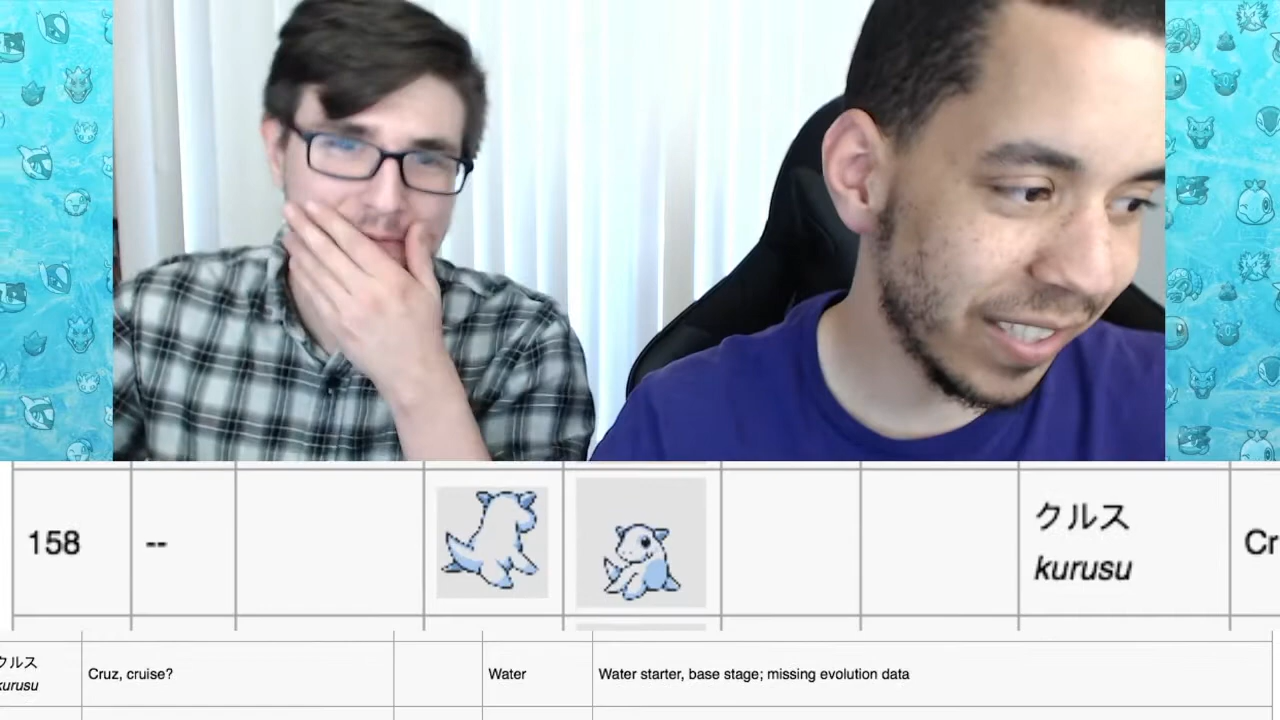 158
--
クルス
kurusu
Cr
クルス
kurusu
Cruz, cruise?
Water
Water starter, base stage; missing evolution data